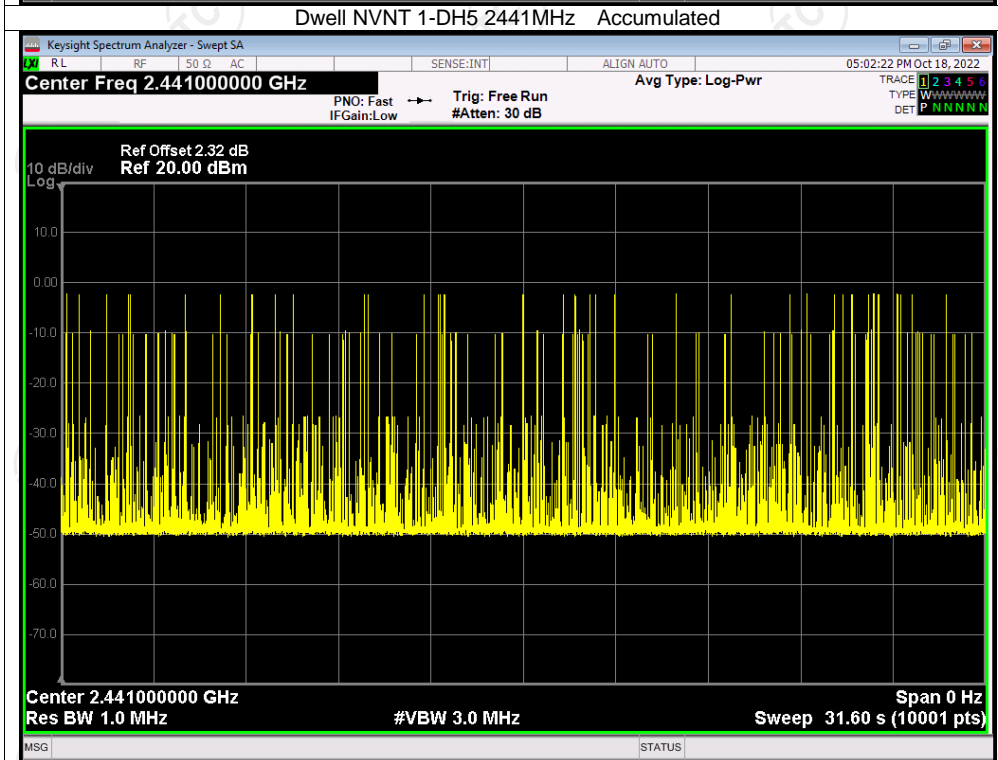 Dwell NVNT 1-DH5 2441MHz Accumulated
Keysight Spectrum Analyzer - Swept SA
LXI RL RF 50 Ω AC SENSE:INT ALIGN AUTO 05:02:22 PM Oct 18, 2022
Center Freq 2.441000000 GHz Avg Type: Log-Pwr TRACE 1 2 3 4 5 6
PNO: Fast Trig: Free Run TYPE WWWWWW
IFGain:Low #Atten: 30 dB DET P N N N N N
Ref Offset 2.32 dB
10 dB/div Ref 20.00 dBm
Log
10.0
0.00
-10.0
-20.0
-30.0
-40.0
-50.0
-60.0
-70.0
Center 2.441000000 GHz Span 0 Hz
Res BW 1.0 MHz #VBW 3.0 MHz Sweep 31.60 s (10001 pts)
MSG STATUS